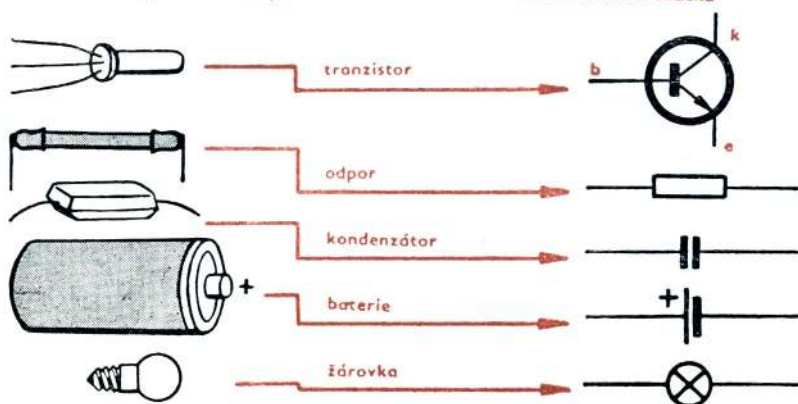 k
tranzistor
b
e
odpor
kondenzátor
+
baterie
+
žárovka